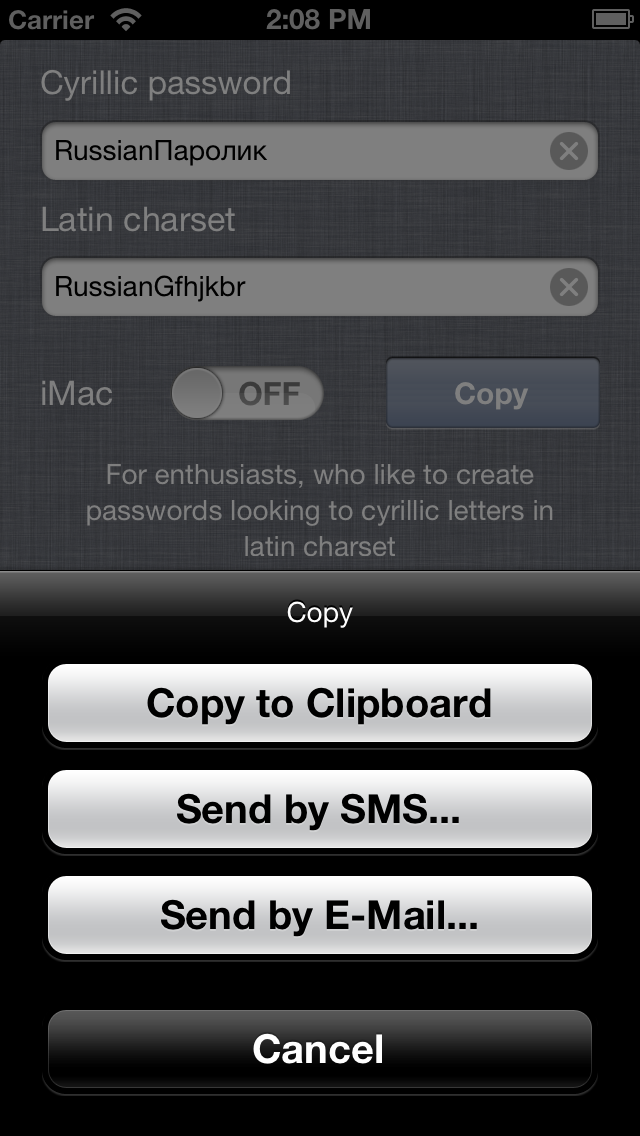 Carrier 2:08 PM
Cyrillic password
RussianПаролик
Latin charset
RussianGfhjkbr
iMac OFF Copy
For enthusiasts, who like to create
passwords looking to cyrillic letters in
latin charset
Copy
Copy to Clipboard
Send by SMS...
Send by E-Mail...
Cancel